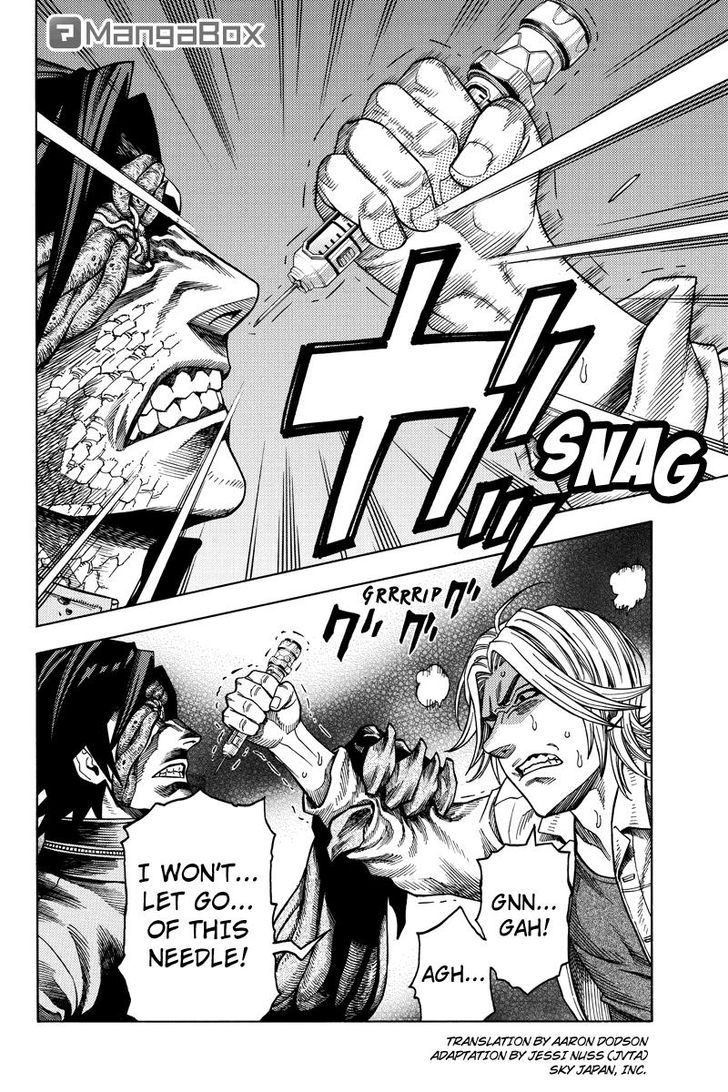 MangaBox
ガッ
SNAG
GRRRRIP
グググ
I WON'T...
LET GO...
OF THIS
NEEDLE!
GNN...
GAH!
AGH...
TRANSLATION BY AARON DODSON
ADAPTATION BY JESSI NUSS (JVTA)
SKY JAPAN, INC.